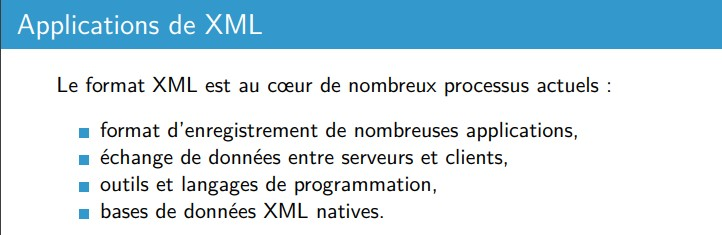 Applications de XML
Le format XML est au cœur de nombreux processus actuels :
format d'enregistrement de nombreuses applications,
échange de données entre serveurs et clients,
outils et langages de programmation,
bases de données XML natives.